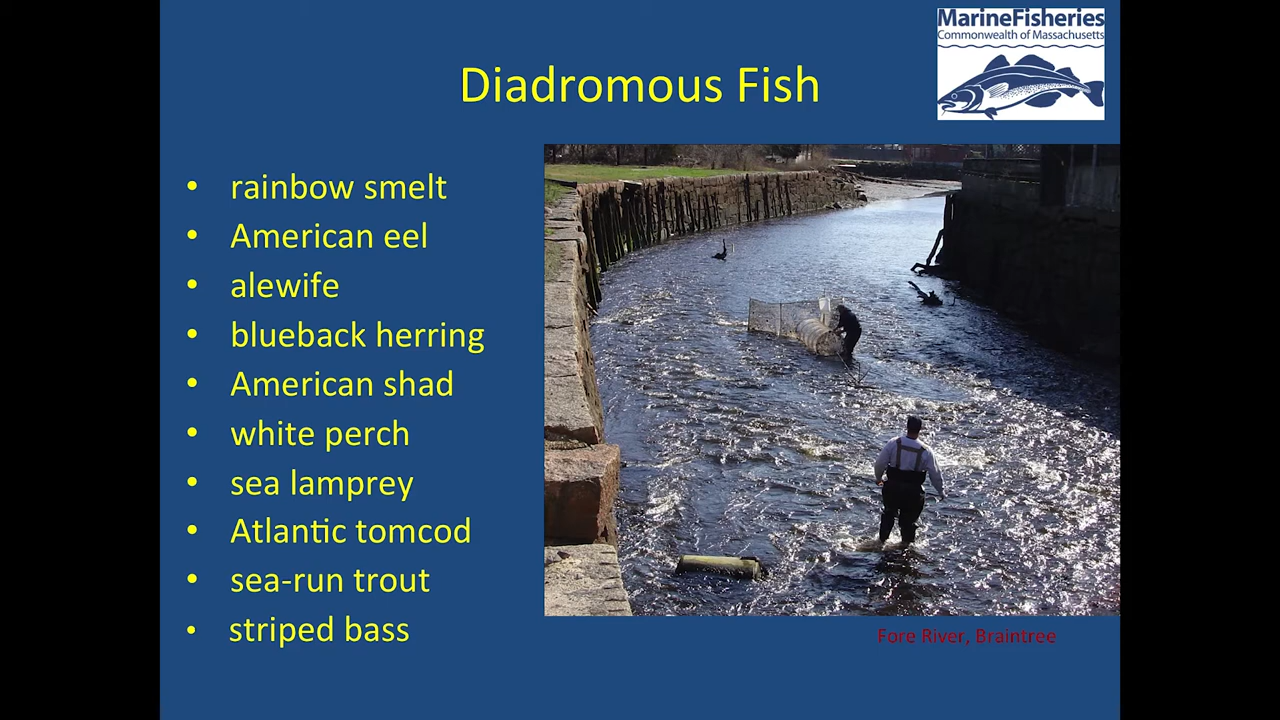 MarineFisheries
Commonwealth of Massachusetts
Diadromous Fish
• rainbow smelt
• American eel
• alewife
• blueback herring
• American shad
• white perch
• sea lamprey
• Atlantic tomcod
• sea-run trout
• striped bass
Fore River, Braintree